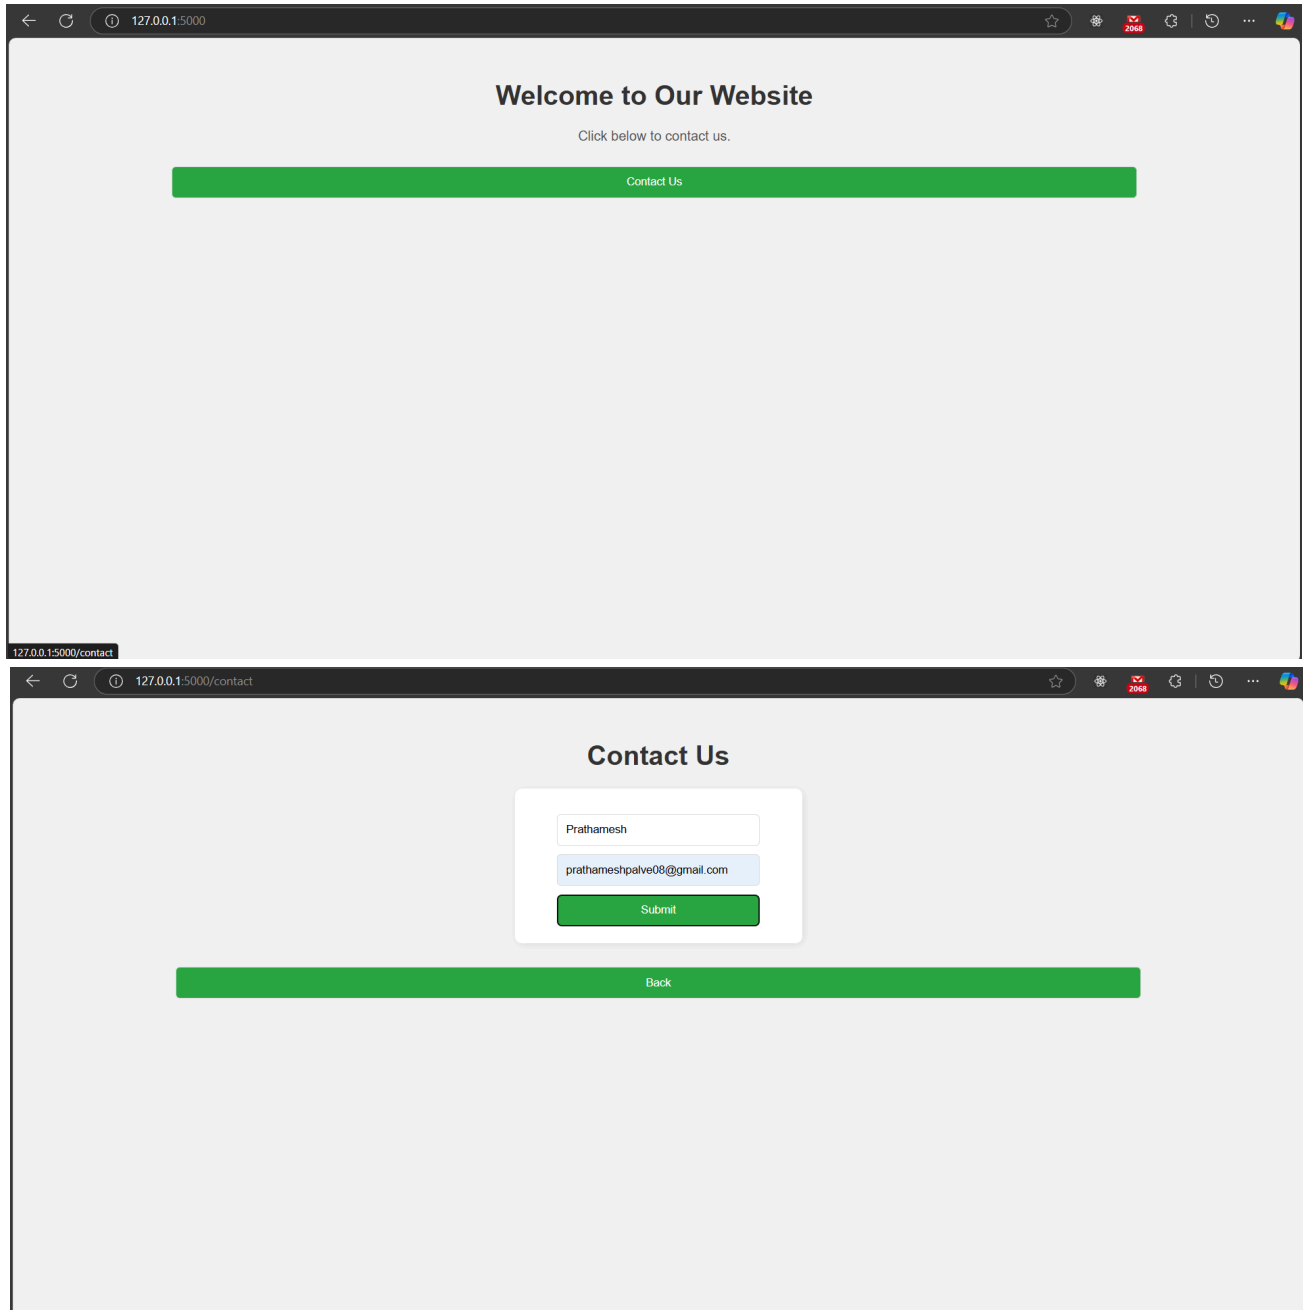 127.0.0.1:5000
2068
Welcome to Our Website
Click below to contact us.
Contact Us
127.0.0.1:5000/contact
127.0.0.1:5000/contact
2068
Contact Us
Prathamesh
prathameshpalve08@gmail.com
Submit
Back